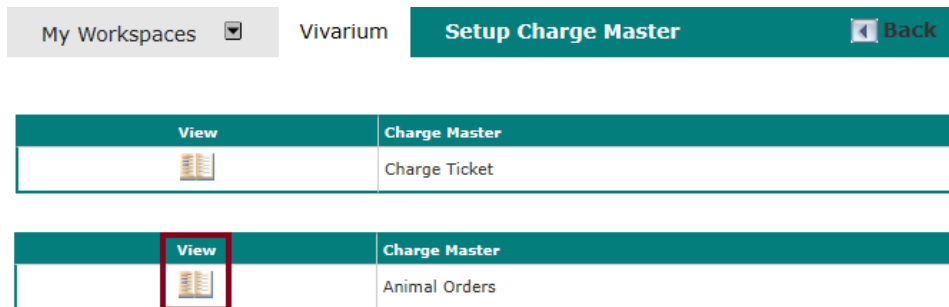 My Workspaces Vivarium Setup Charge Master Back
View Charge Master
Charge Ticket
View Charge Master
Animal Orders